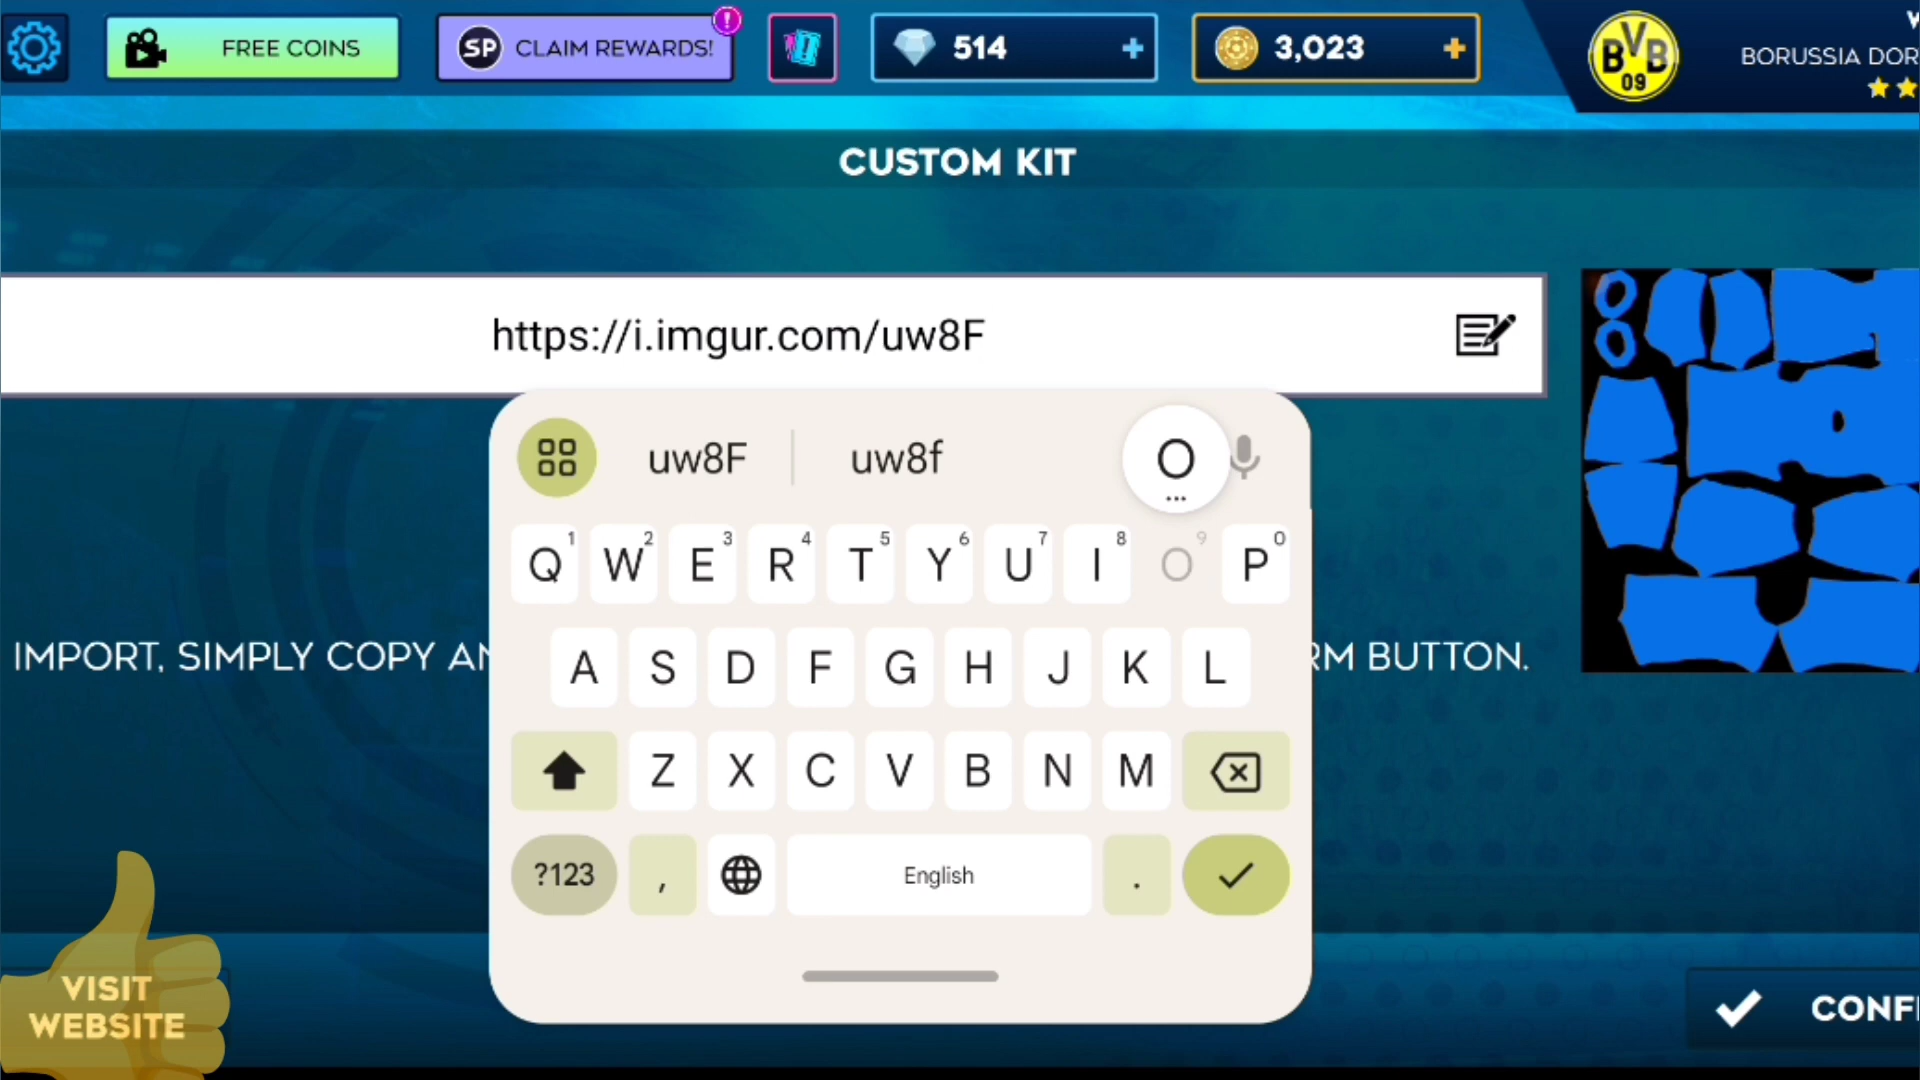 FREE COINS
SP CLAIM REWARDS! !
514 +
3,023 +
BVB 09
BORUSSIA DOR
CUSTOM KIT
https://i.imgur.com/uw8F
uw8F uw8f O ...
Q 1 W 2 E 3 R 4 T 5 Y 6 U 7 I 8 O 9 P 0
IMPORT, SIMPLY COPY AN
RM BUTTON.
A S D F G H J K L
Z X C V B N M
?123 , English .
VISIT
WEBSITE
CONFI